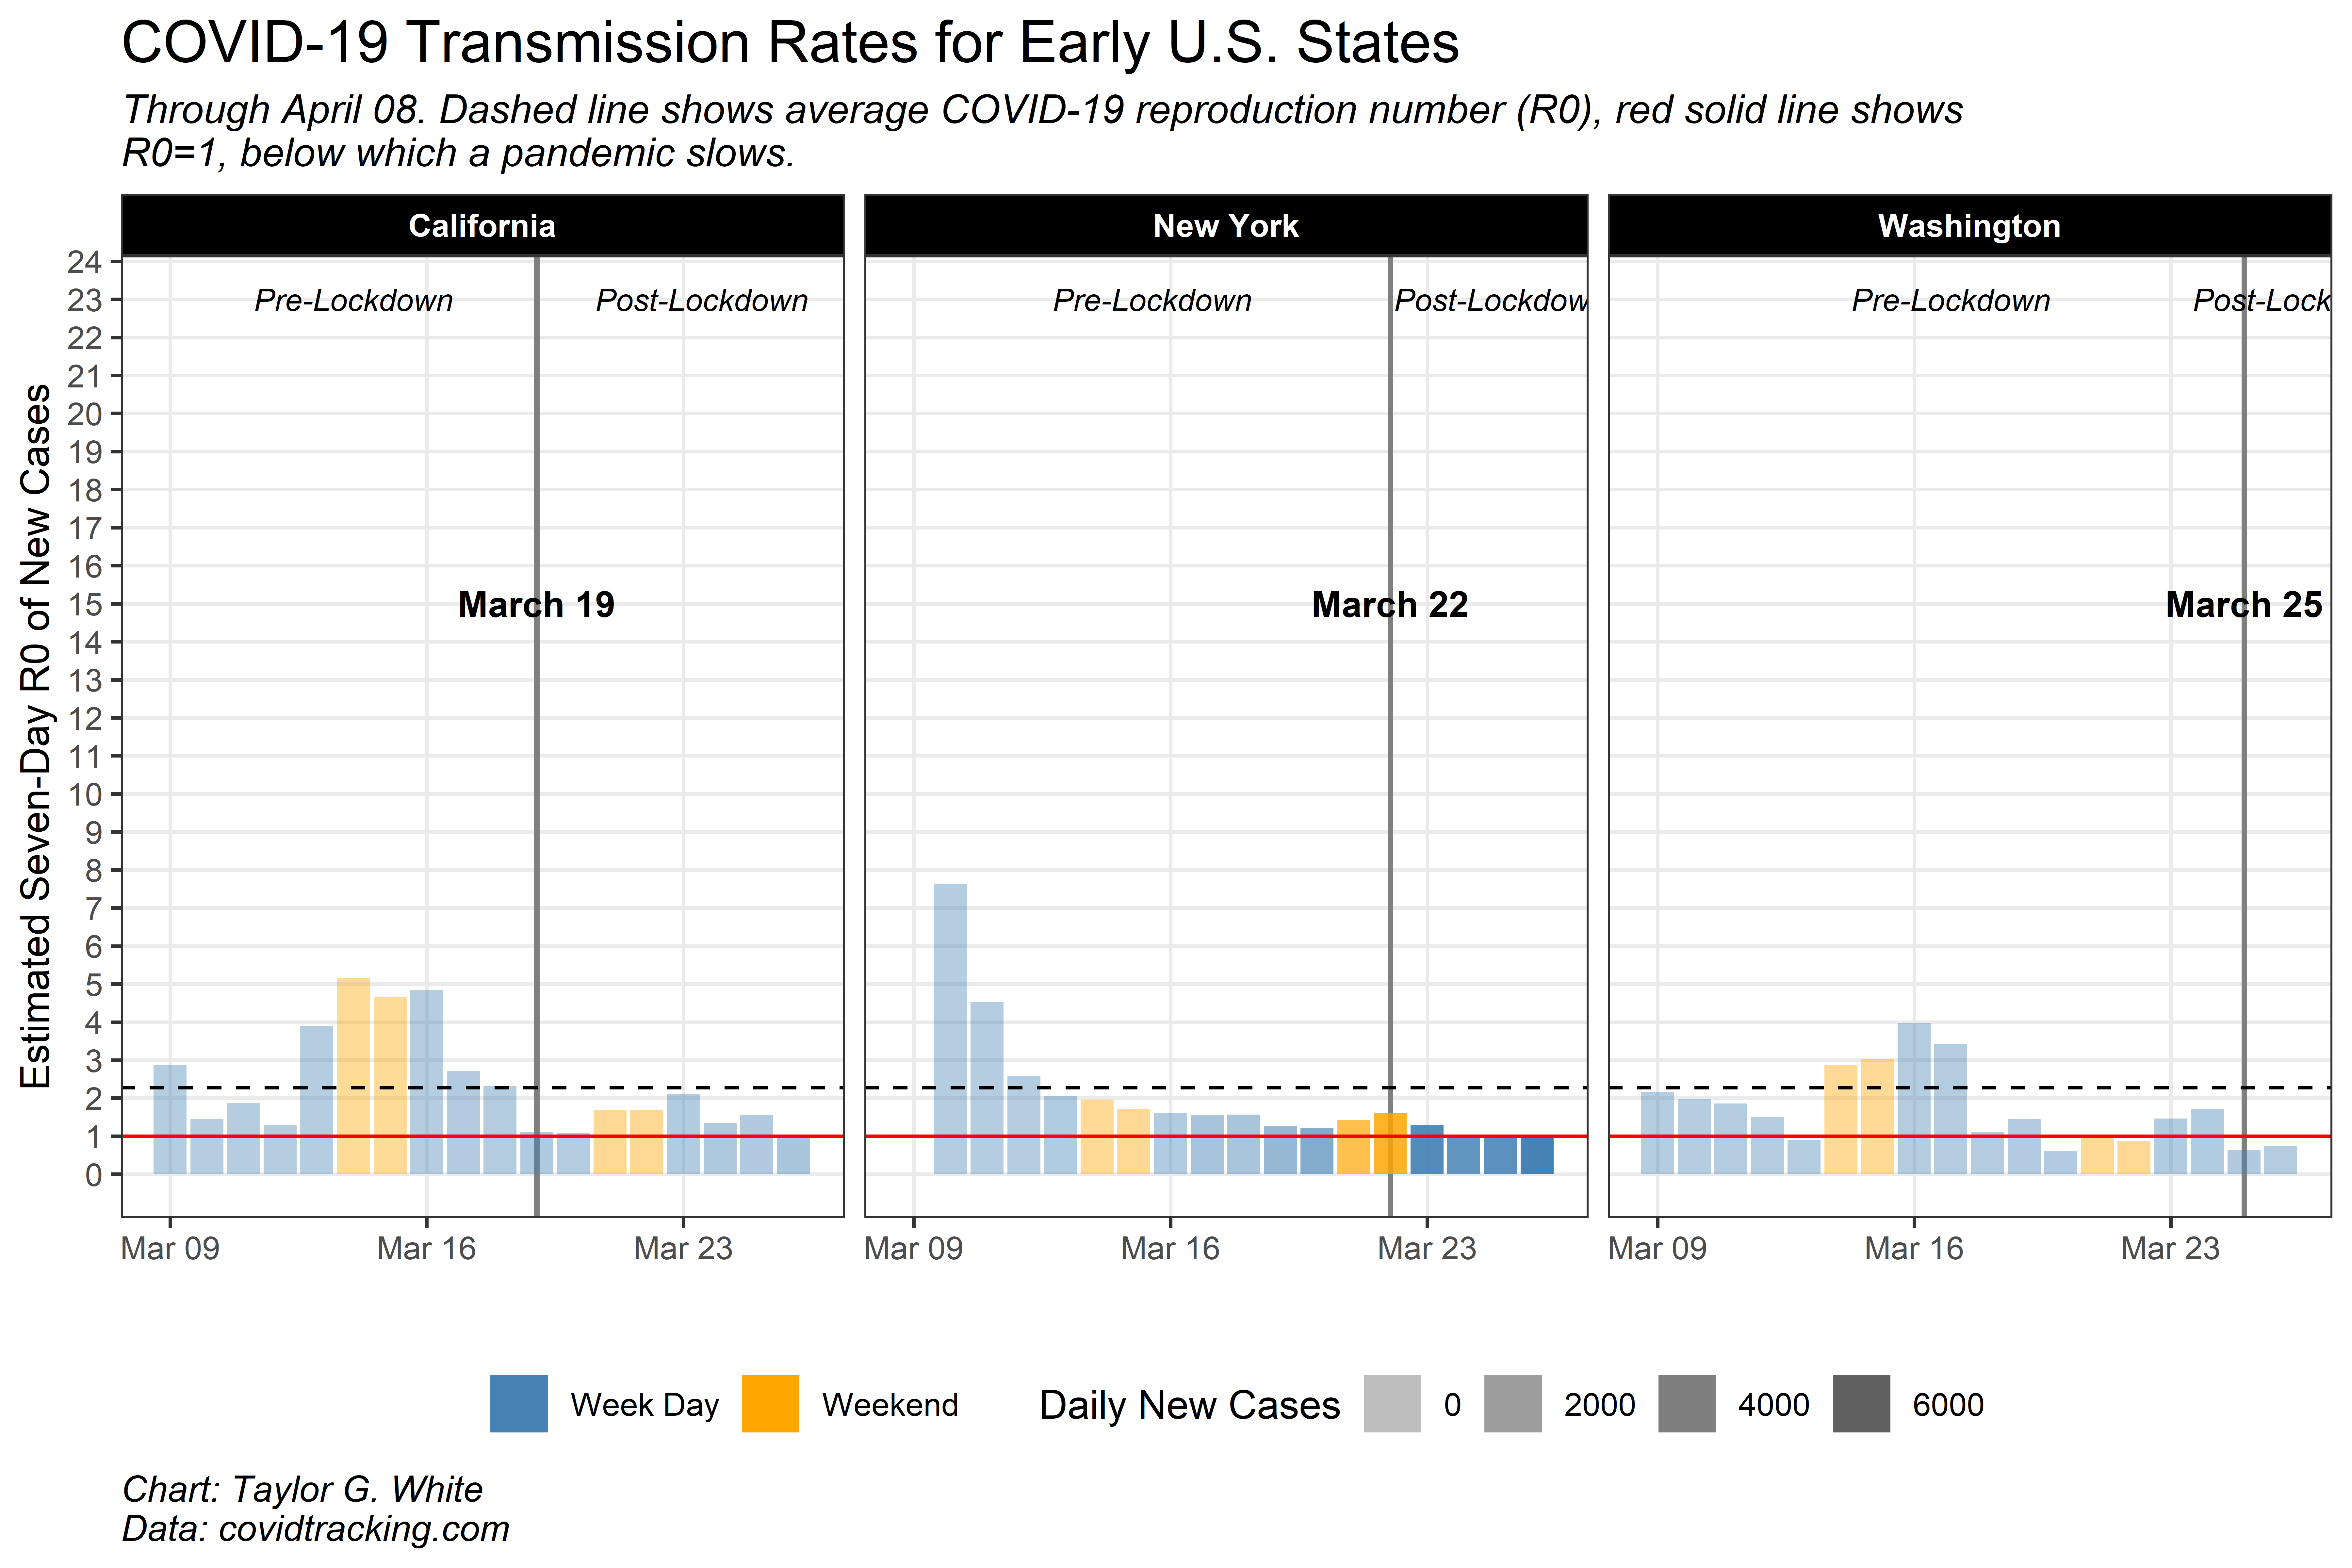 COVID-19 Transmission Rates for Early U.S. States
Through April 08. Dashed line shows average COVID-19 reproduction number (R0), red solid line shows
R0=1, below which a pandemic slows.
California
New York
Washington
Estimated Seven-Day R0 of New Cases
24
23
22
21
20
19
18
17
16
15
14
13
12
11
10
9
8
7
6
5
4
3
2
1
0
Pre-Lockdown
Post-Lockdown
March 19
Pre-Lockdown
Post-Lockdow
March 22
Pre-Lockdown
Post-Lock
March 25
Mar 09
Mar 16
Mar 23
Mar 09
Mar 16
Mar 23
Mar 09
Mar 16
Mar 23
Week Day
Weekend
Daily New Cases
0
2000
4000
6000
Chart: Taylor G. White
Data: covidtracking.com